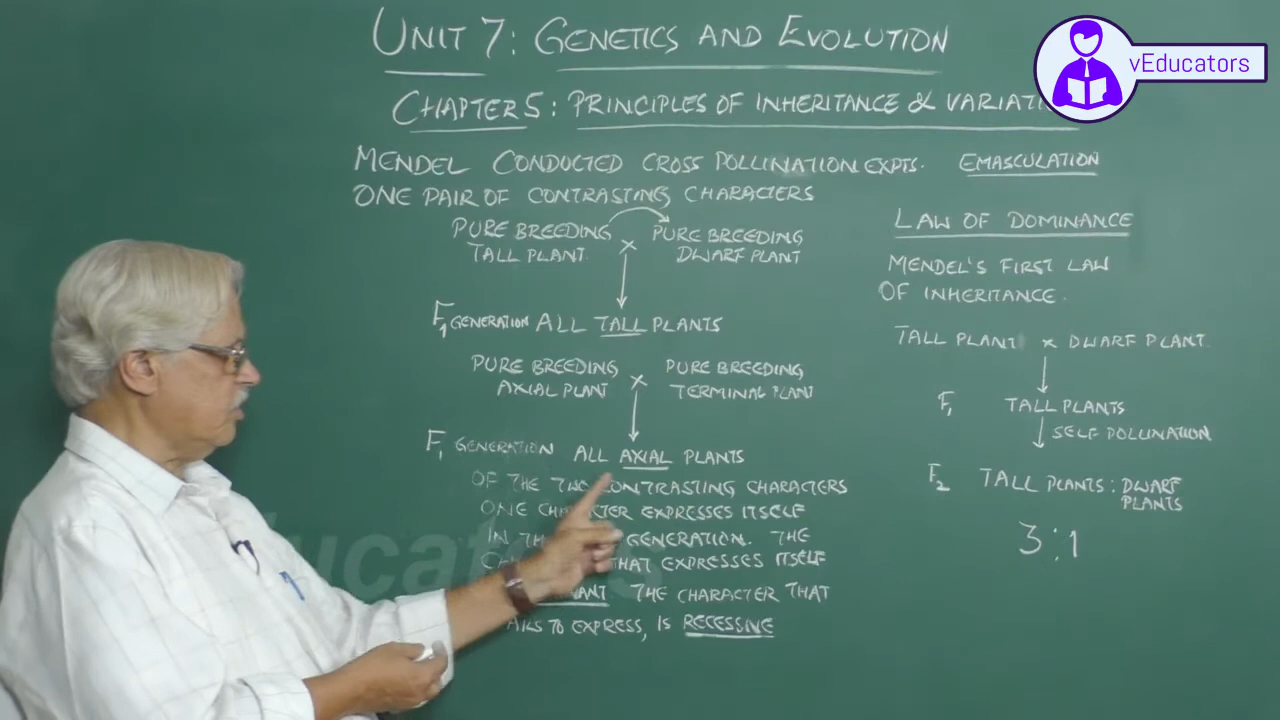 UNIT 7: GENETICS AND EVOLUTION
vEducators
CHAPTER 5: PRINCIPLES OF INHERITANCE &
MENDEL CONDUCTED CROSS POLLINATION EXPTS. EMASCULATION
ONE PAIR OF CONTRASTING CHARACTERS
PURE BREEDING TALL PLANT × PURE BREEDING DWARF PLANT
F1 GENERATION ALL TALL PLANTS
PURE BREEDING AXIAL PLANT × PURE BREEDING TERMINAL PLANT
F1 GENERATION ALL AXIAL PLANTS
OF THE TWO CONTRASTING CHARACTERS
ONE CHARACTER EXPRESSES ITSELF
IN GENERATION. THE
THAT EXPRESSES ITSELF
THE CHARACTER THAT
TO EXPRESS, IS RECESSIVE
LAW OF DOMINANCE
MENDEL'S FIRST LAW
OF INHERITANCE.
TALL PLANT × DWARF PLANT
F1 TALL PLANTS
SELF POLLINATION
F2 TALL PLANTS : DWARF PLANTS
3:1